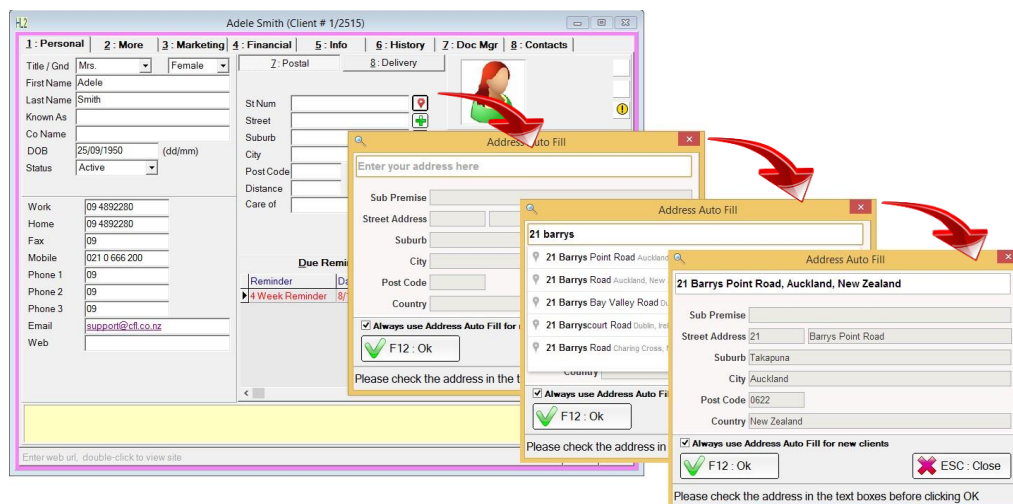 HL2
Adele Smith (Client # 1/2515)
1 : Personal 2 : More 3 : Marketing 4 : Financial 5 : Info 6 : History 7 : Doc Mgr 8 : Contacts
Title / Gnd Mrs. Female
First Name Adele
Last Name Smith
Known As
Co Name
DOB 25/09/1950 (dd/mm)
Status Active
Work 09 4892280
Home 09 4892280
Fax 09
Mobile 021 0 666 200
Phone 1 09
Phone 2 09
Phone 3 09
Email support@cfl.co.nz
Web
7 : Postal 8 : Delivery
St Num
Street
Suburb
City
Post Code
Distance
Care of
Due Remi
Reminder Da
4 Week Reminder 8/
Enter web url, double-click to view site
Address Auto Fill
Enter your address here
Sub Premise
Street Address
Suburb
City
Post Code
Country
Always use Address Auto Fill for
F12 : Ok
Please check the address in the t
Address Auto Fill
21 barrys
21 Barrys Point Road Auckland
21 Barrys Road Auckland, New
21 Barrys Bay Valley Road
21 Barryscourt Road Dublin, Irel
21 Barrys Road Charing Cross,
Country
Always use Address Auto Fil
F12 : Ok
Please check the address in
Address Auto Fill
21 Barrys Point Road, Auckland, New Zealand
Sub Premise
Street Address 21 Barrys Point Road
Suburb Takapuna
City Auckland
Post Code 0622
Country New Zealand
Always use Address Auto Fill for new clients
F12 : Ok ESC : Close
Please check the address in the text boxes before clicking OK